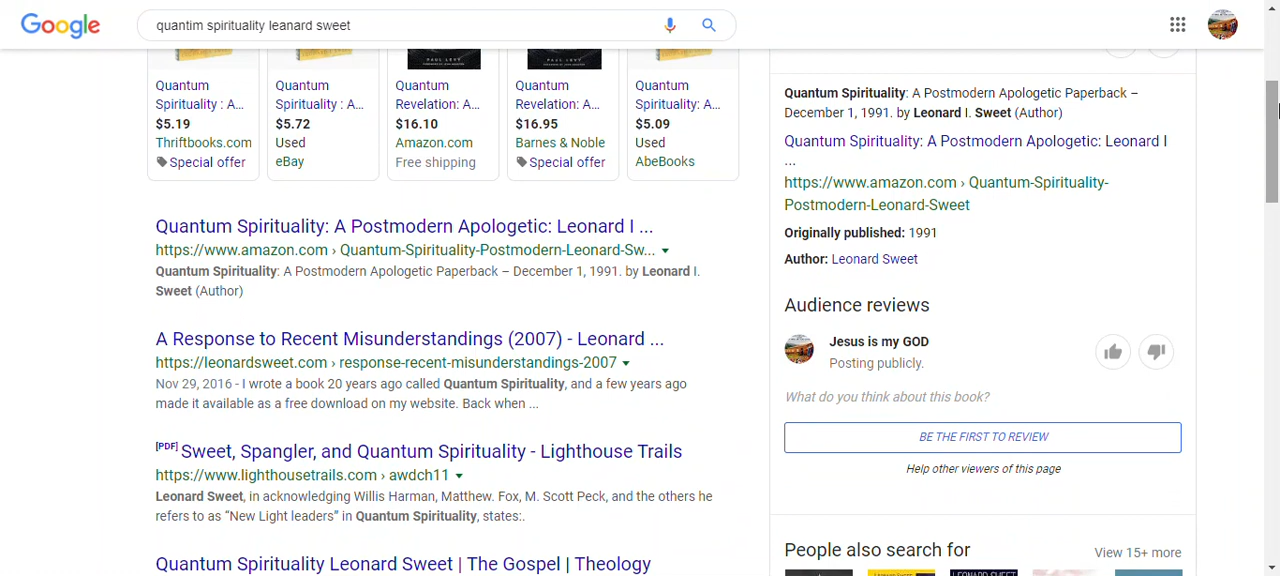 Google
quantim spirituality leanard sweet
PAUL LEVY
PAUL LEVY
Quantum
Spirituality : A...
$5.19
Thriftbooks.com
Special offer
Quantum
Spirituality : A...
$5.72
Used
eBay
Quantum
Revelation: A...
$16.10
Amazon.com
Free shipping
Quantum
Revelation: A...
$16.95
Barnes & Noble
Special offer
Quantum
Spirituality: A...
$5.09
Used
AbeBooks
Quantum Spirituality: A Postmodern Apologetic: Leonard I ...
https://www.amazon.com › Quantum-Spirituality-Postmodern-Leonard-Sw...
Quantum Spirituality: A Postmodern Apologetic Paperback – December 1, 1991. by Leonard I.
Sweet (Author)
A Response to Recent Misunderstandings (2007) - Leonard ...
https://leonardsweet.com › response-recent-misunderstandings-2007
Nov 29, 2016 - I wrote a book 20 years ago called Quantum Spirituality, and a few years ago
made it available as a free download on my website. Back when ...
[PDF] Sweet, Spangler, and Quantum Spirituality - Lighthouse Trails
https://www.lighthousetrails.com › awdch11
Leonard Sweet, in acknowledging Willis Harman, Matthew. Fox, M. Scott Peck, and the others he
refers to as “New Light leaders” in Quantum Spirituality, states:.
Quantum Spirituality Leonard Sweet | The Gospel | Theology
Quantum Spirituality: A Postmodern Apologetic Paperback –
December 1, 1991. by Leonard I. Sweet (Author)
Quantum Spirituality: A Postmodern Apologetic: Leonard I
...
https://www.amazon.com › Quantum-Spirituality-
Postmodern-Leonard-Sweet
Originally published: 1991
Author: Leonard Sweet
Audience reviews
Jesus is my GOD
Posting publicly.
What do you think about this book?
BE THE FIRST TO REVIEW
Help other viewers of this page
People also search for
View 15+ more
LEONARD SWEET